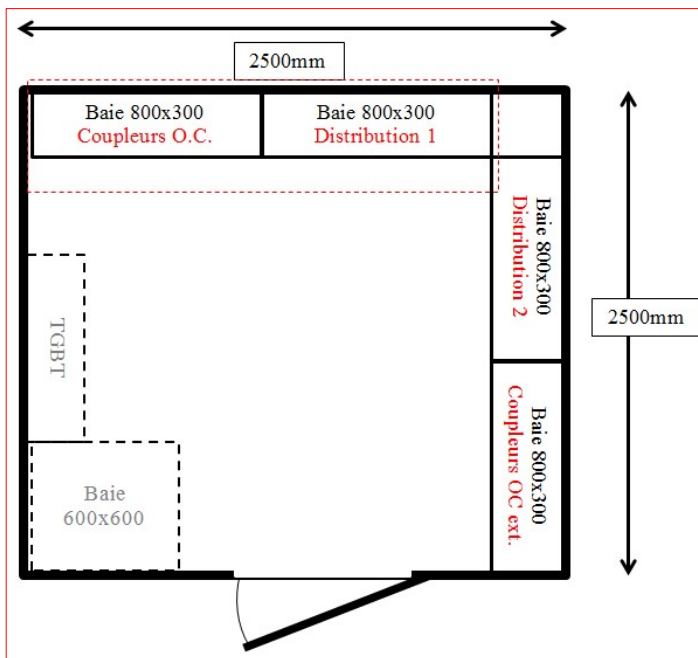 2500mm
Baie 800x300
Coupleurs O.C.
Baie 800x300
Distribution 1
Baie 800x300
Distribution 2
2500mm
TGBT
Baie 800x300
Coupleurs OC ext.
Baie
600x600